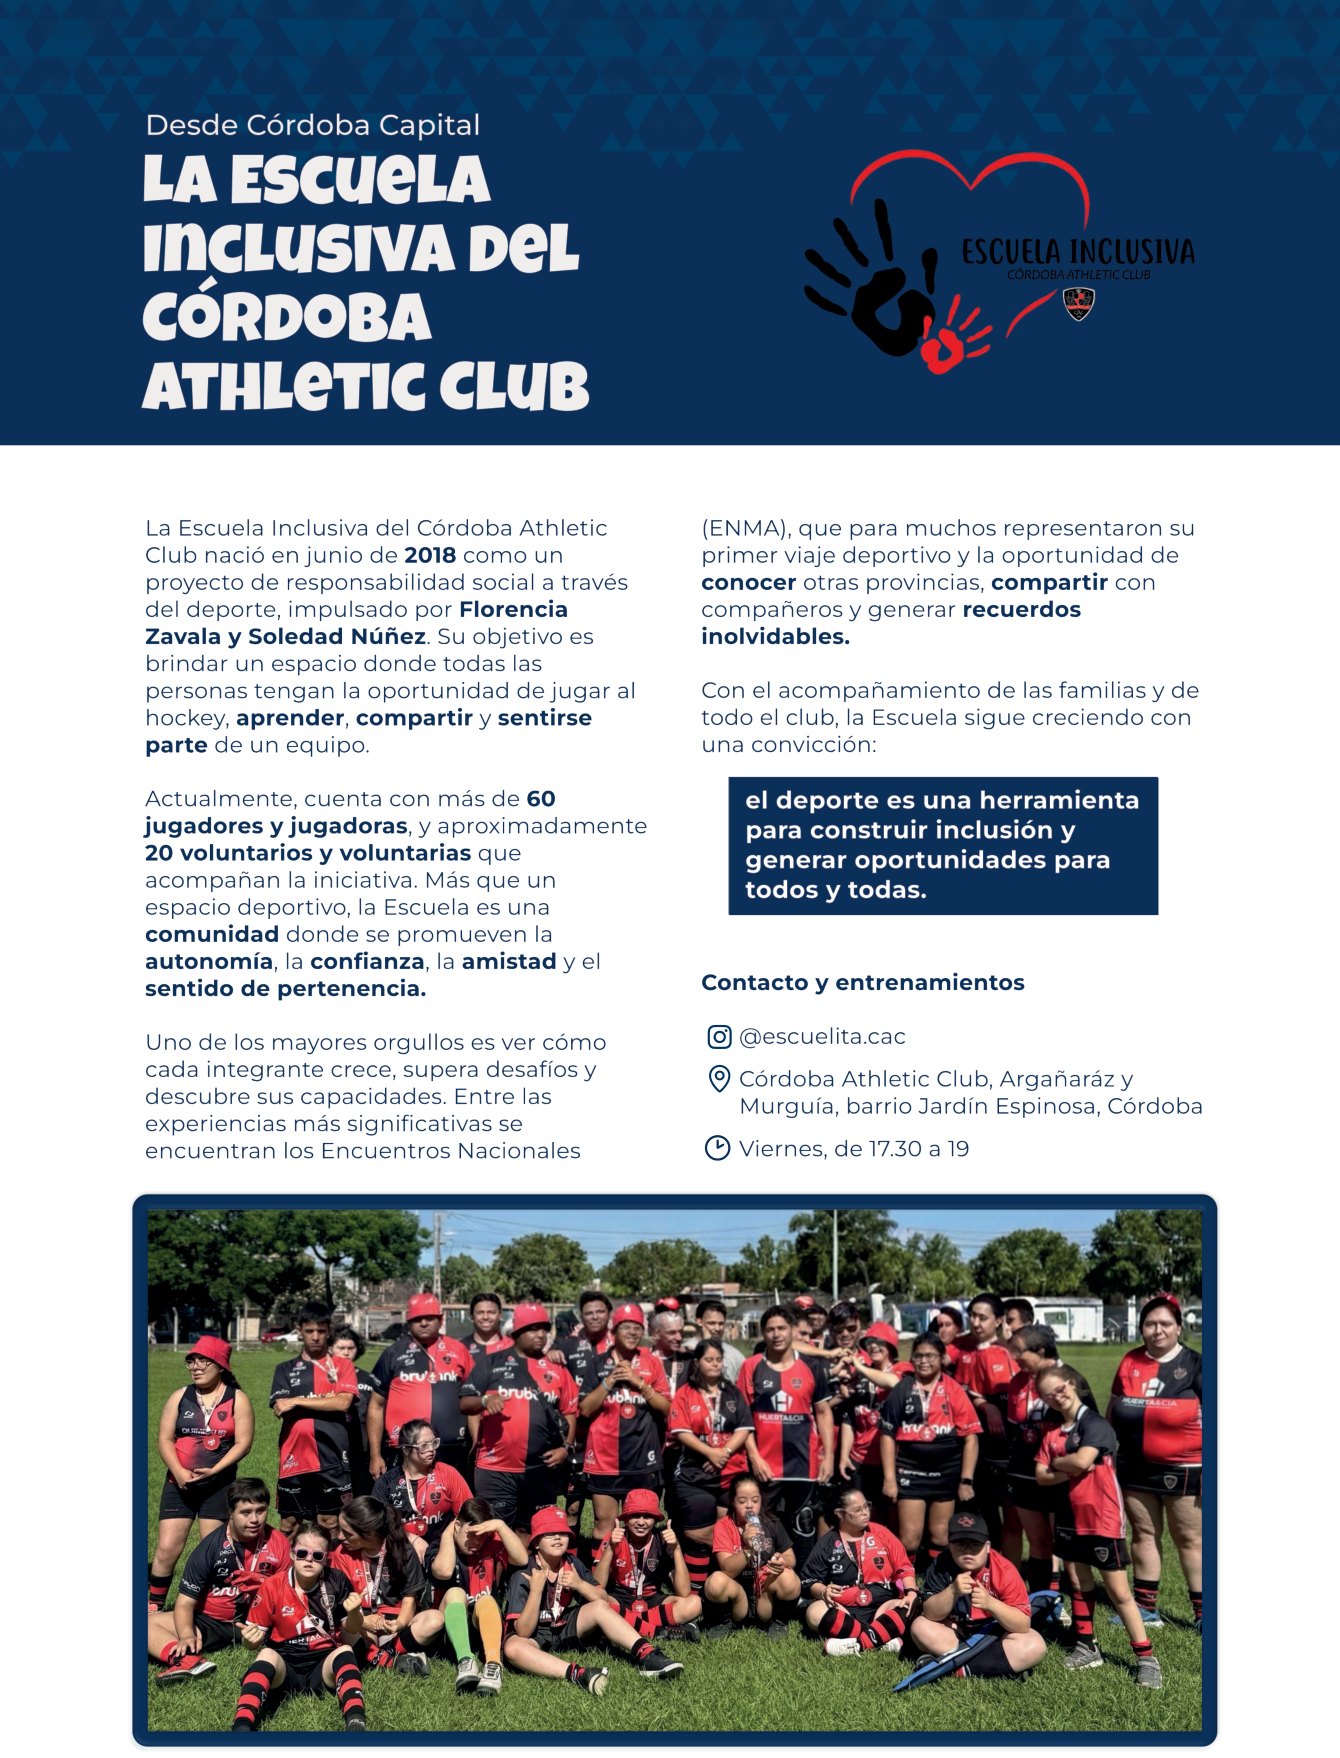 Desde Córdoba Capital
La Escuela
Inclusiva del
Córdoba
Athletic Club
ESCUELA INCLUSIVA
CÓRDOBA ATHLETIC CLUB
La Escuela Inclusiva del Córdoba Athletic
Club nació en junio de 2018 como un
proyecto de responsabilidad social a través
del deporte, impulsado por Florencia
Zavala y Soledad Núñez. Su objetivo es
brindar un espacio donde todas las
personas tengan la oportunidad de jugar al
hockey, aprender, compartir y sentirse
parte de un equipo.
Actualmente, cuenta con más de 60
jugadores y jugadoras, y aproximadamente
20 voluntarios y voluntarias que
acompañan la iniciativa. Más que un
espacio deportivo, la Escuela es una
comunidad donde se promueven la
autonomía, la confianza, la amistad y el
sentido de pertenencia.
Uno de los mayores orgullos es ver cómo
cada integrante crece, supera desafíos y
descubre sus capacidades. Entre las
experiencias más significativas se
encuentran los Encuentros Nacionales
(ENMA), que para muchos representaron su
primer viaje deportivo y la oportunidad de
conocer otras provincias, compartir con
compañeros y generar recuerdos
inolvidables.
Con el acompañamiento de las familias y de
todo el club, la Escuela sigue creciendo con
una convicción:
el deporte es una herramienta
para construir inclusión y
generar oportunidades para
todos y todas.
Contacto y entrenamientos
@escuelita.cac
Córdoba Athletic Club, Argañaráz y
Murguía, barrio Jardín Espinosa, Córdoba
Viernes, de 17.30 a 19
brubank
brubank
HUERTA&CIA
HUERTA&CIA